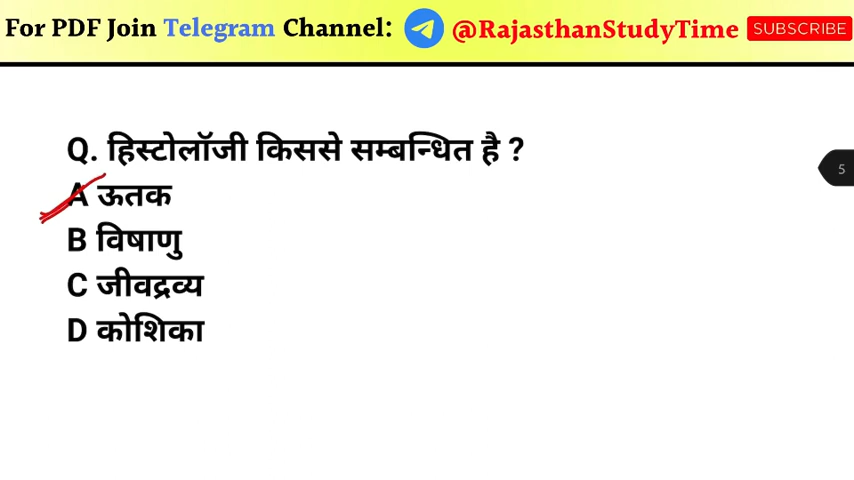 For PDF Join Telegram Channel: @RajasthanStudyTime SUBSCRIBE
5
Q. हिस्टोलॉजी किससे सम्बन्धित है ?
A ऊतक
B विषाणु
C जीवद्रव्य
D कोशिका